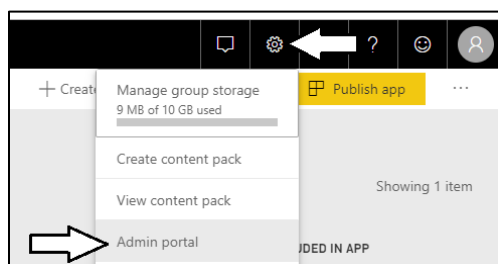 ?
Create
Manage group storage
9 MB of 10 GB used
Publish app
...
Create content pack
View content pack
Showing 1 item
Admin portal
UDED IN APP